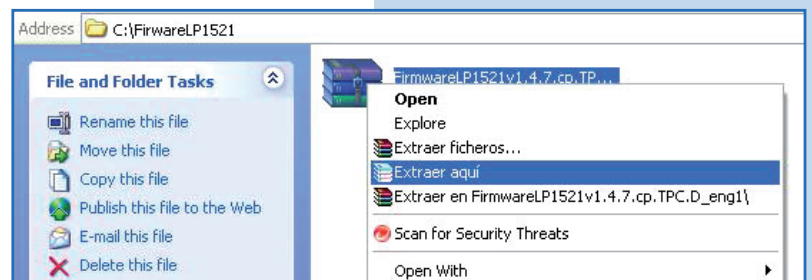 Address C:\FirwareLP1521
File and Folder Tasks
Rename this file
Move this file
Copy this file
Publish this file to the Web
E-mail this file
Delete this file
FirmwareLP1521v1.4.7.cp.TP...
Open
Explore
Extraer ficheros...
Extraer aquí
Extraer en FirmwareLP1521v1.4.7.cp.TPC.D_eng1\
Scan for Security Threats
Open With